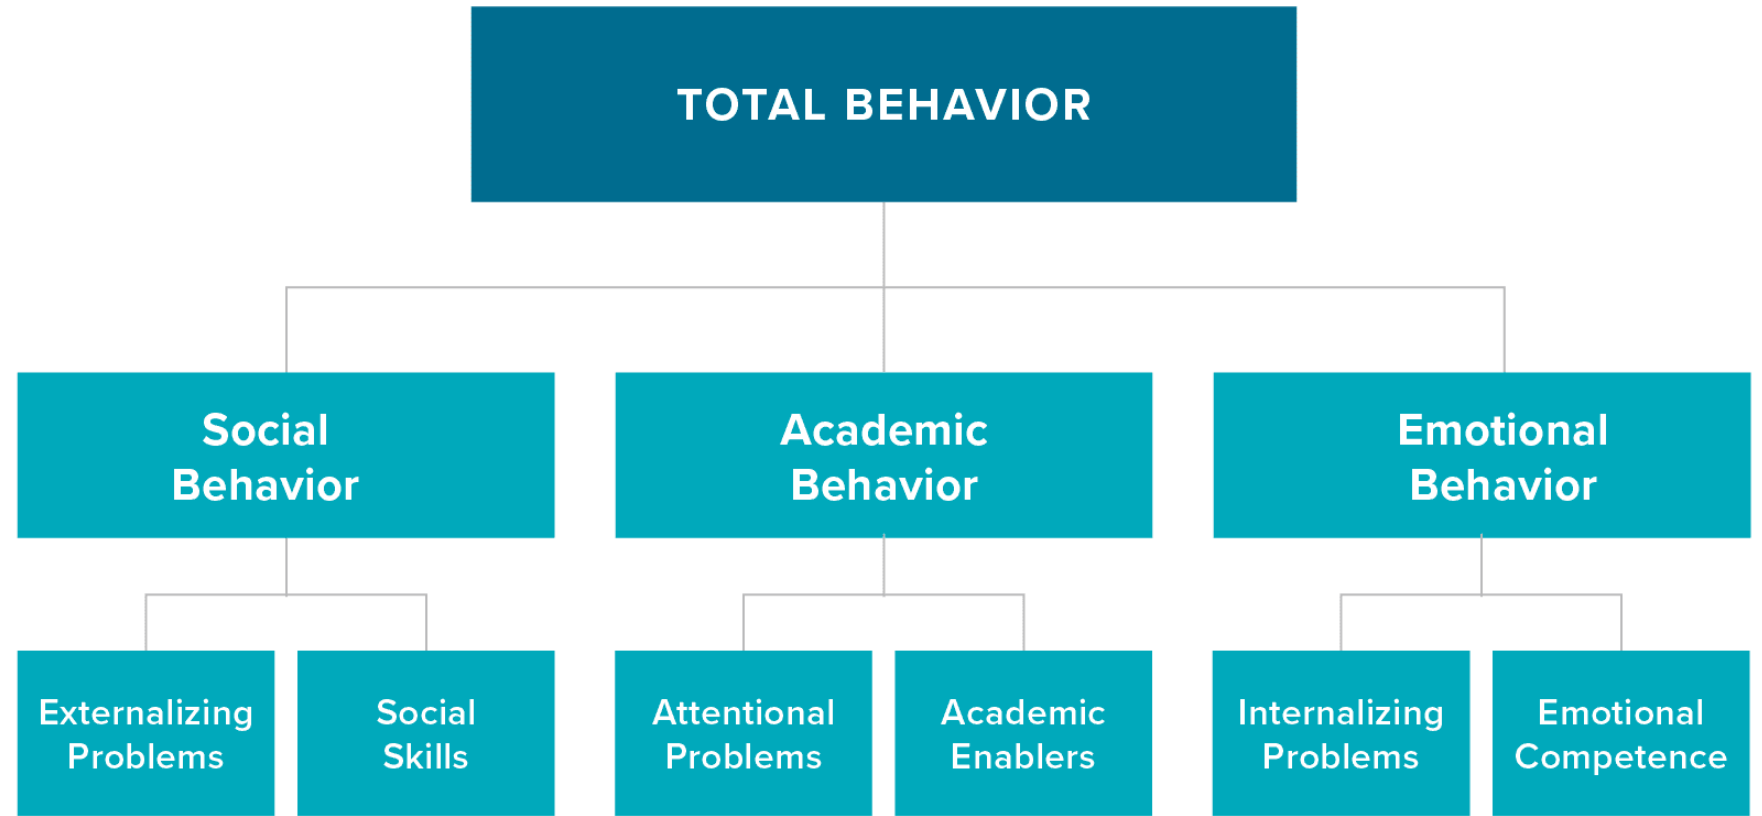 TOTAL BEHAVIOR
Social
Behavior
Academic
Behavior
Emotional
Behavior
Externalizing
Problems
Social
Skills
Attentional
Problems
Academic
Enablers
Internalizing
Problems
Emotional
Competence